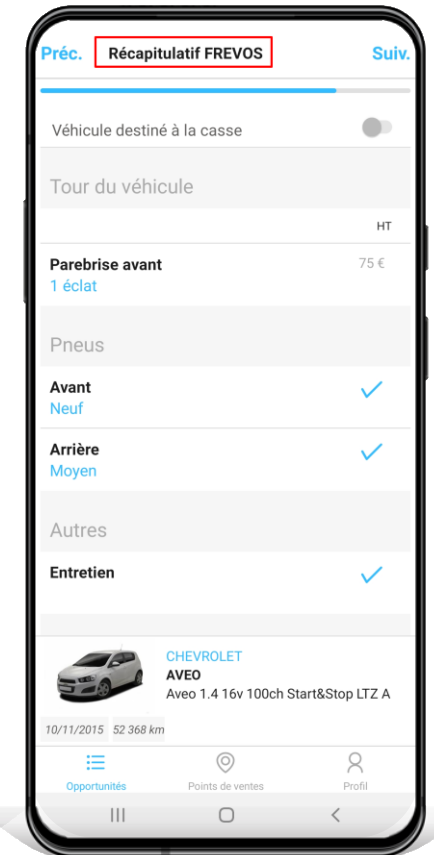 Préc. Récapitulatif FREVOS Suiv.
Véhicule destiné à la casse
Tour du véhicule
HT
Parebrise avant 75 €
1 éclat
Pneus
Avant
Neuf
Arrière
Moyen
Autres
Entretien
CHEVROLET
AVEO
Aveo 1.4 16v 100ch Start&Stop LTZ A
10/11/2015 52 368 km
Opportunités Points de ventes Profil